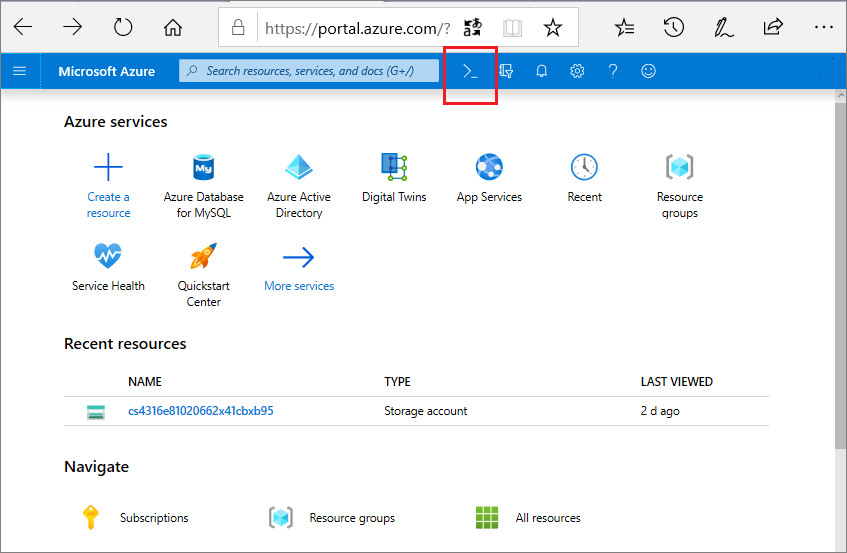 https://portal.azure.com/?
Microsoft Azure
Search resources, services, and docs (G+/)
>_
?
Azure services
Create a
resource
My
Azure Database
for MySQL
Azure Active
Directory
Digital Twins
App Services
Recent
Resource
groups
Service Health
Quickstart
Center
More services
Recent resources
NAME TYPE LAST VIEWED
cs4316e81020662x41cbxb95 Storage account 2 d ago
Navigate
Subscriptions Resource groups All resources